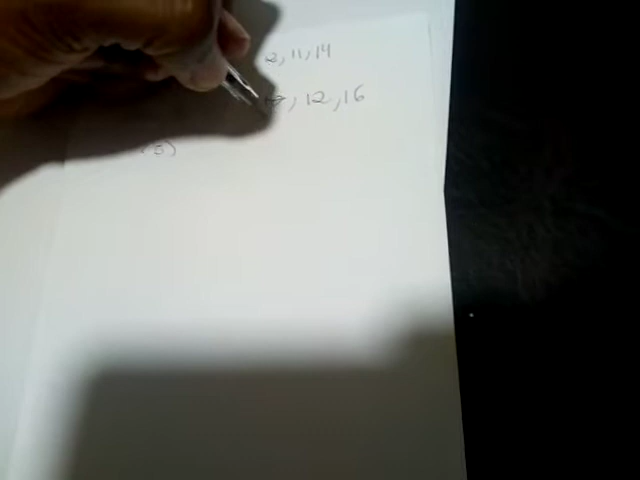 2, 11, 14
, 12, 16
(5)